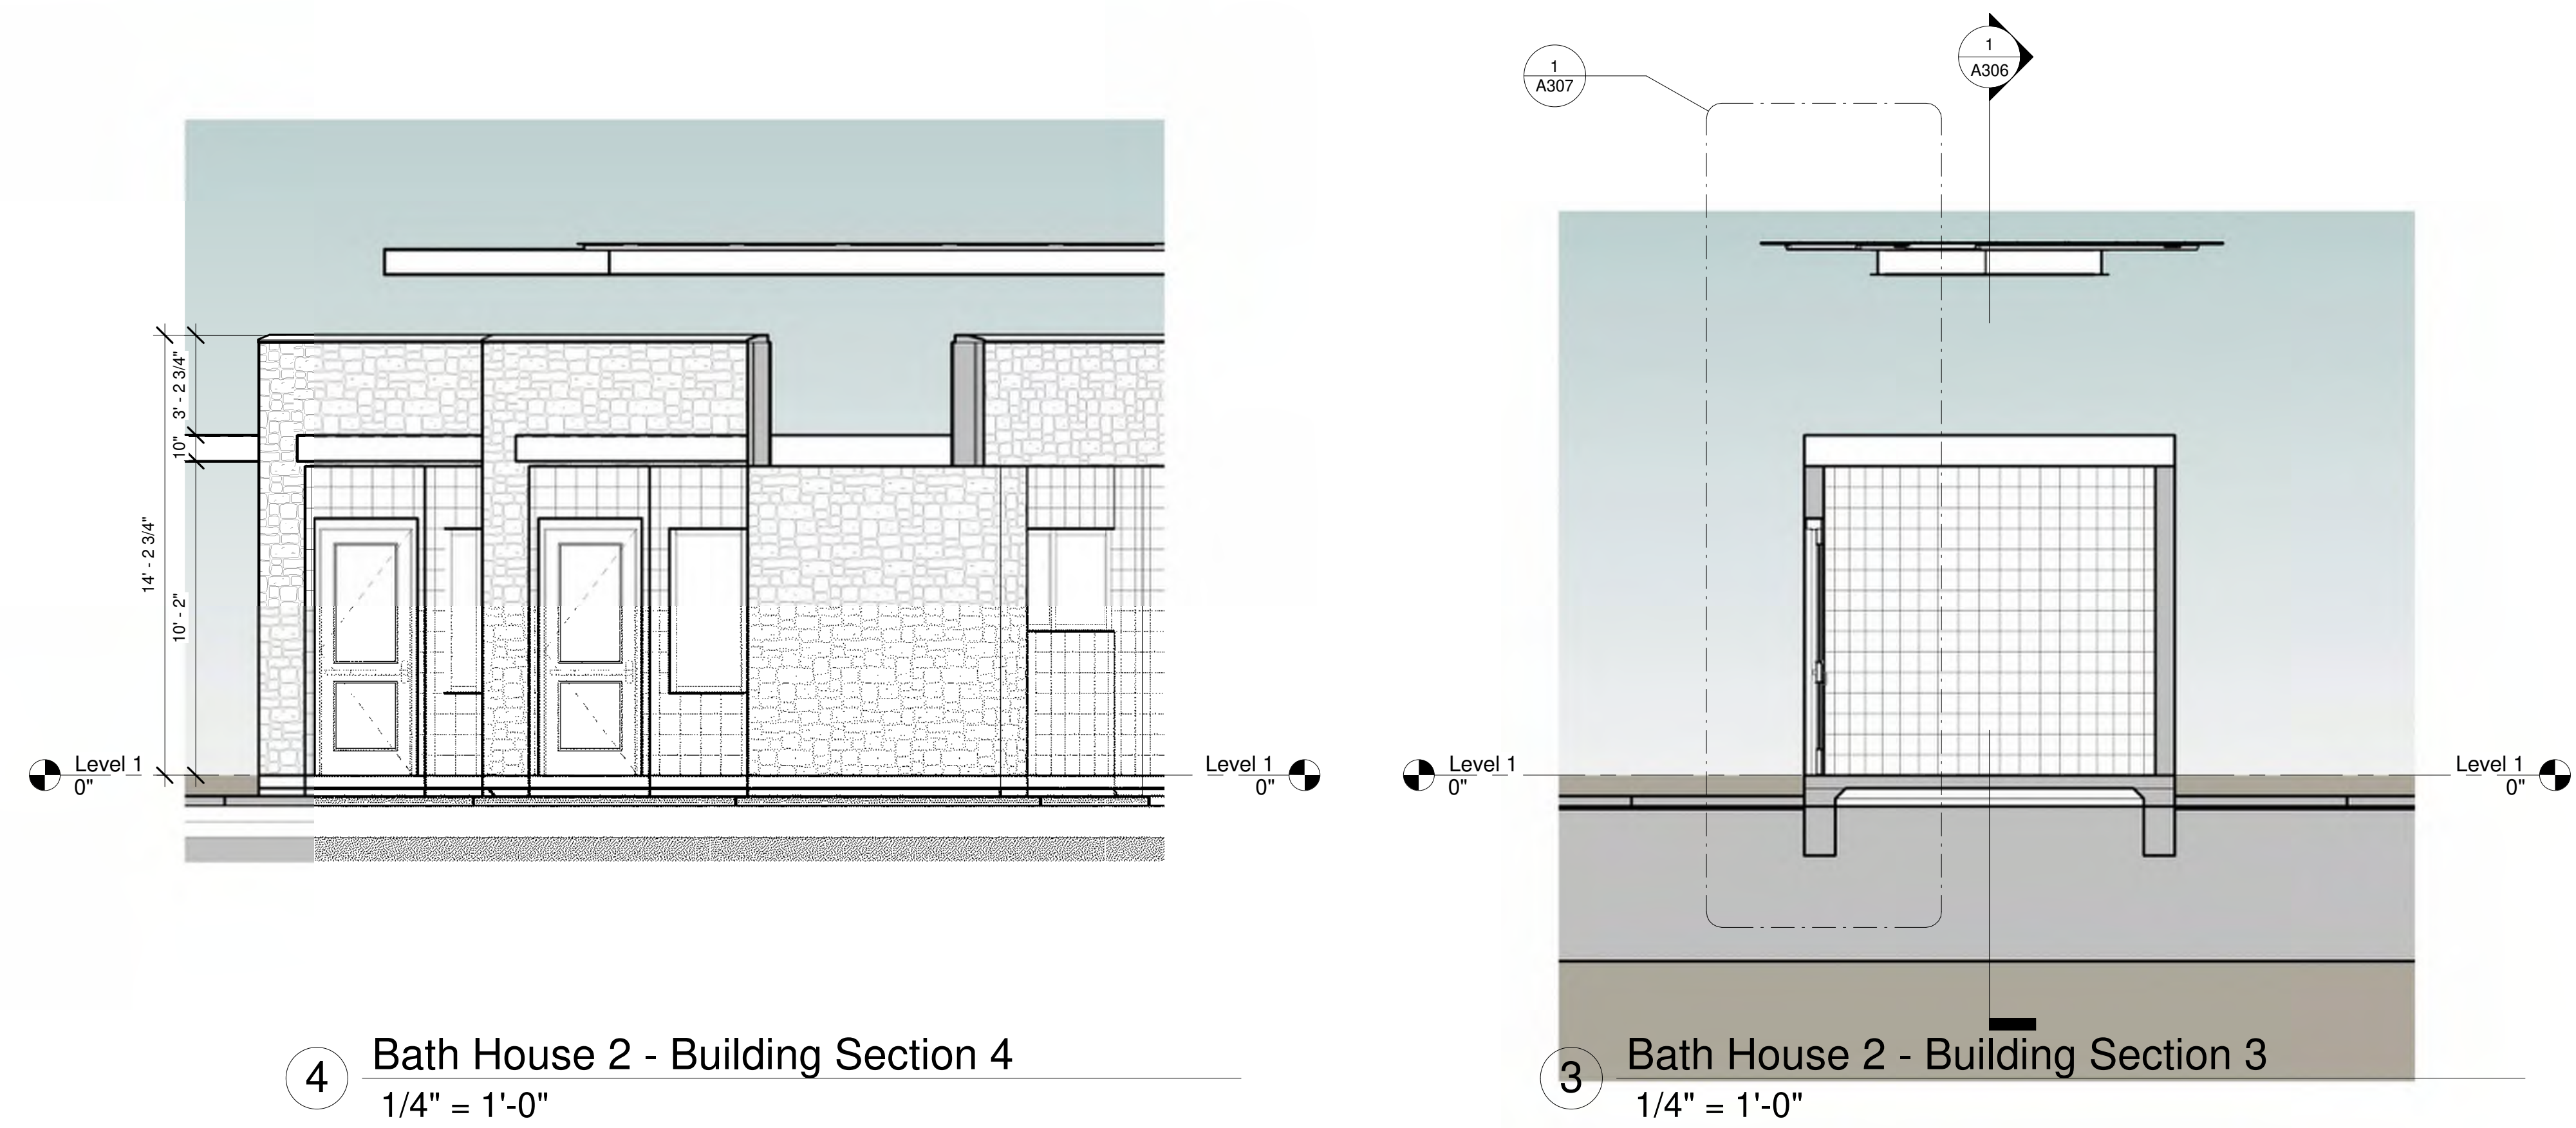 1
A307
1
A306
3' - 2 3/4"
10"
14' - 2 3/4"
10' - 2"
Level 1
0"
Level 1
0"
Level 1
0"
Level 1
0"
4
Bath House 2 - Building Section 4
1/4" = 1'-0"
3
Bath House 2 - Building Section 3
1/4" = 1'-0"